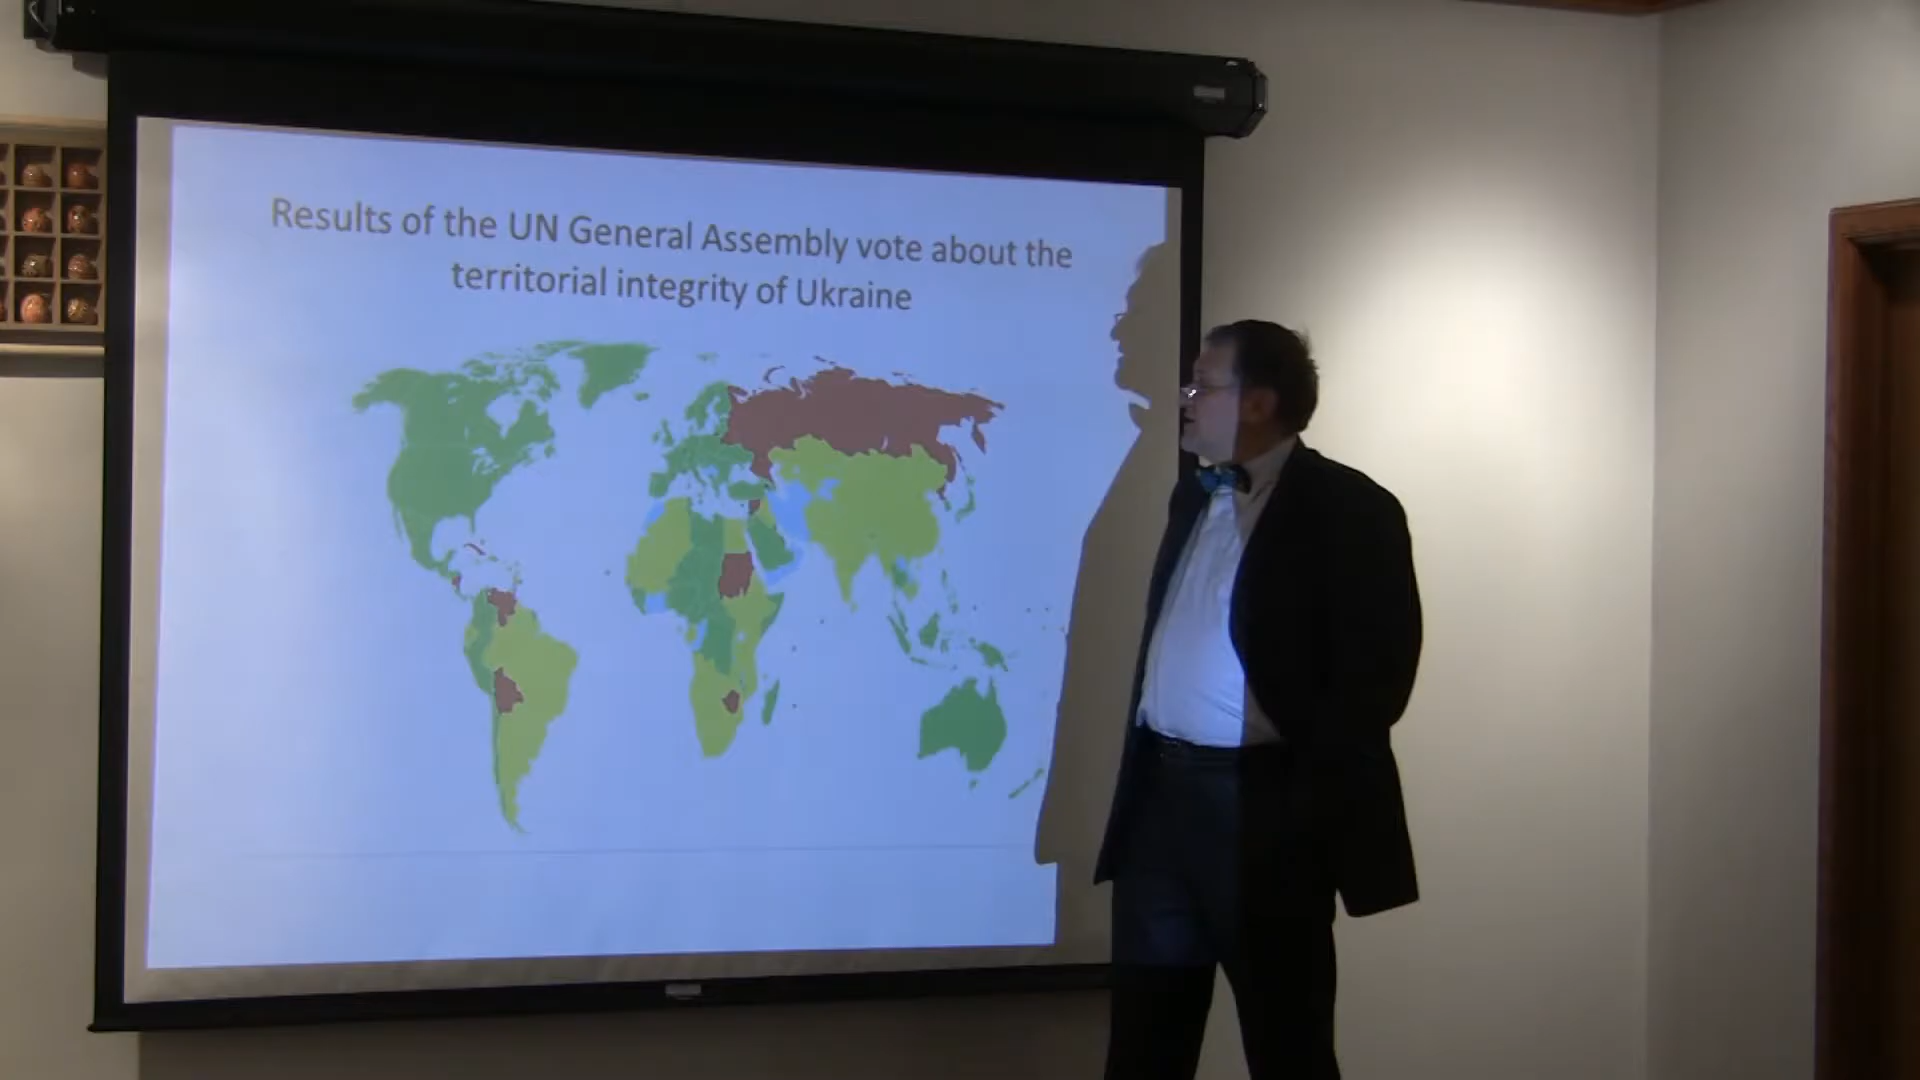 Results of the UN General Assembly vote about the
territorial integrity of Ukraine